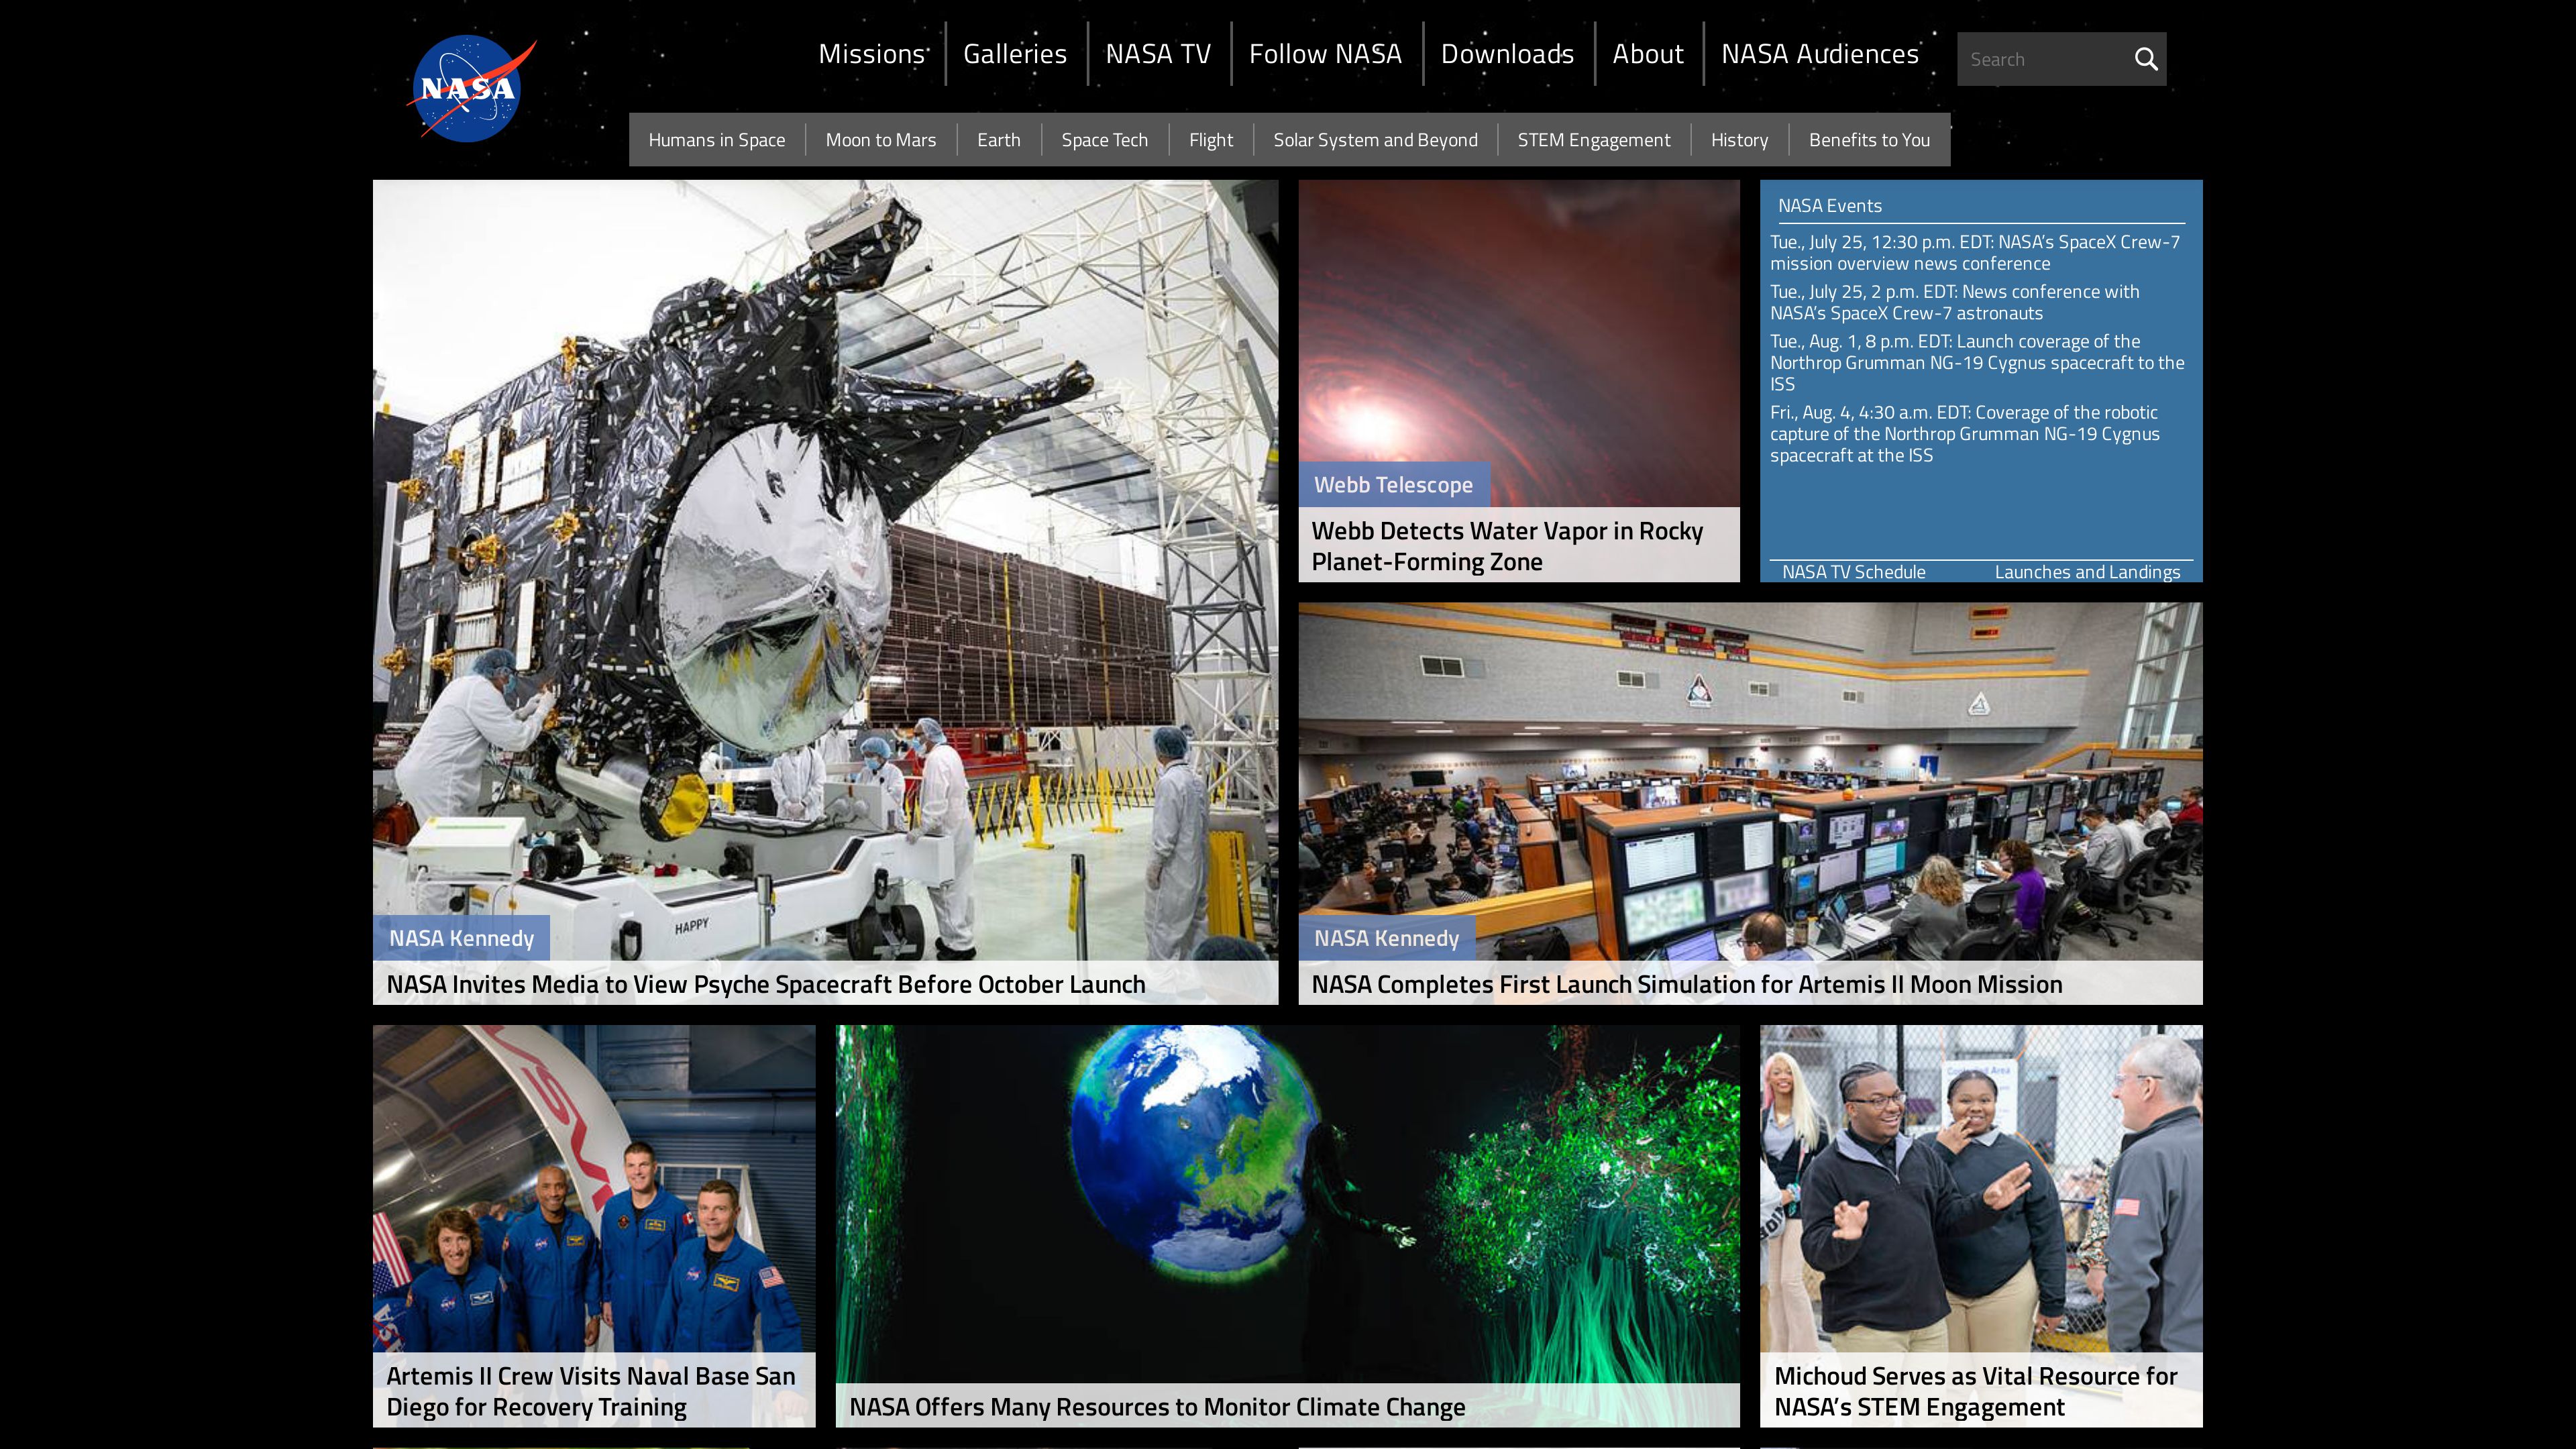 NASA
Missions
Galleries
NASA TV
Follow NASA
Downloads
About
NASA Audiences
Search
Humans in Space
Moon to Mars
Earth
Space Tech
Flight
Solar System and Beyond
STEM Engagement
History
Benefits to You
HAPPY
NASA Kennedy
NASA Invites Media to View Psyche Spacecraft Before October Launch
Webb Telescope
Webb Detects Water Vapor in Rocky
Planet-Forming Zone
NASA Events
Tue., July 25, 12:30 p.m. EDT: NASA's SpaceX Crew-7
mission overview news conference
Tue., July 25, 2 p.m. EDT: News conference with
NASA's SpaceX Crew-7 astronauts
Tue., Aug. 1, 8 p.m. EDT: Launch coverage of the
Northrop Grumman NG-19 Cygnus spacecraft to the
ISS
Fri., Aug. 4, 4:30 a.m. EDT: Coverage of the robotic
capture of the Northrop Grumman NG-19 Cygnus
spacecraft at the ISS
NASA TV Schedule
Launches and Landings
NASA Kennedy
NASA Completes First Launch Simulation for Artemis II Moon Mission
Artemis II Crew Visits Naval Base San
Diego for Recovery Training
NASA Offers Many Resources to Monitor Climate Change
Michoud Serves as Vital Resource for
NASA’s STEM Engagement